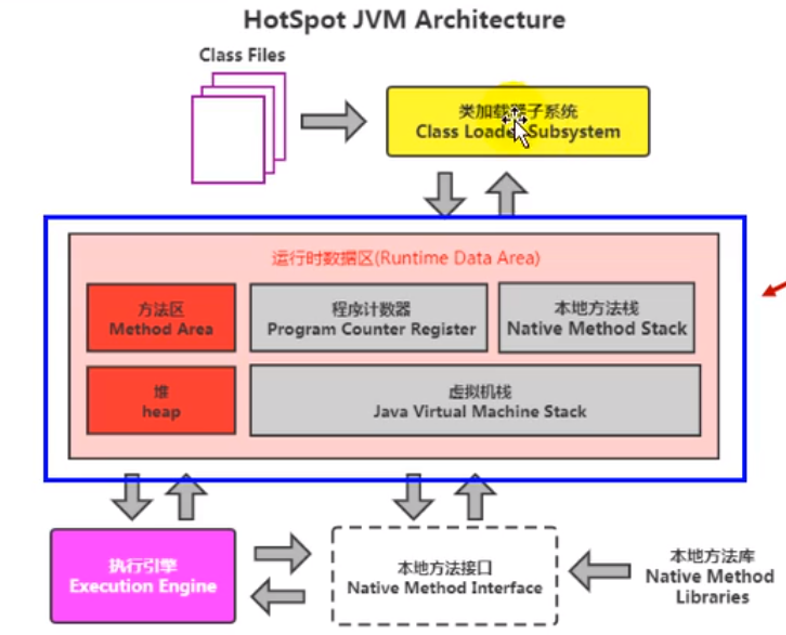 HotSpot JVM Architecture
Class Files
类加载器子系统
Class Loader Subsystem
运行时数据区(Runtime Data Area)
方法区
Method Area
程序计数器
Program Counter Register
本地方法栈
Native Method Stack
堆
heap
虚拟机栈
Java Virtual Machine Stack
执行引擎
Execution Engine
本地方法接口
Native Method Interface
本地方法库
Native Method
Libraries